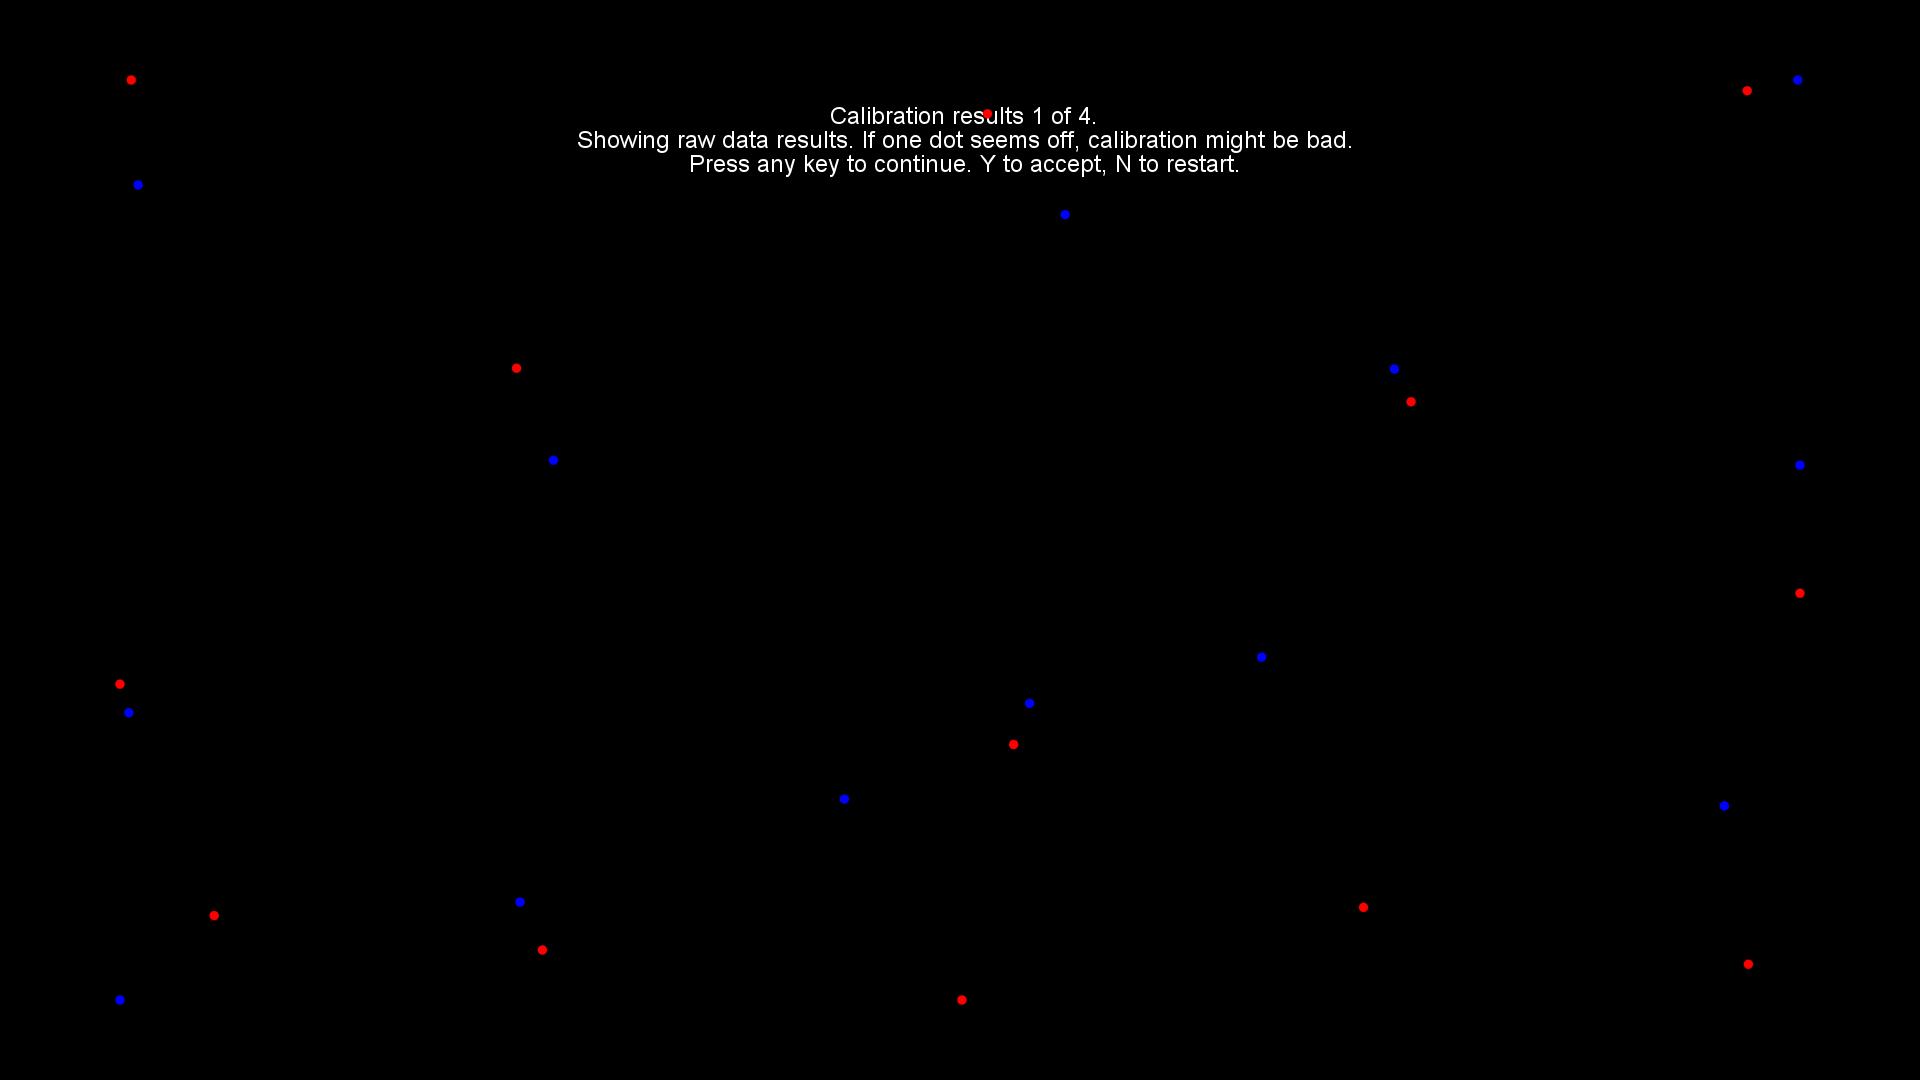 Calibration results 1 of 4.
Showing raw data results. If one dot seems off, calibration might be bad.
Press any key to continue. Y to accept, N to restart.